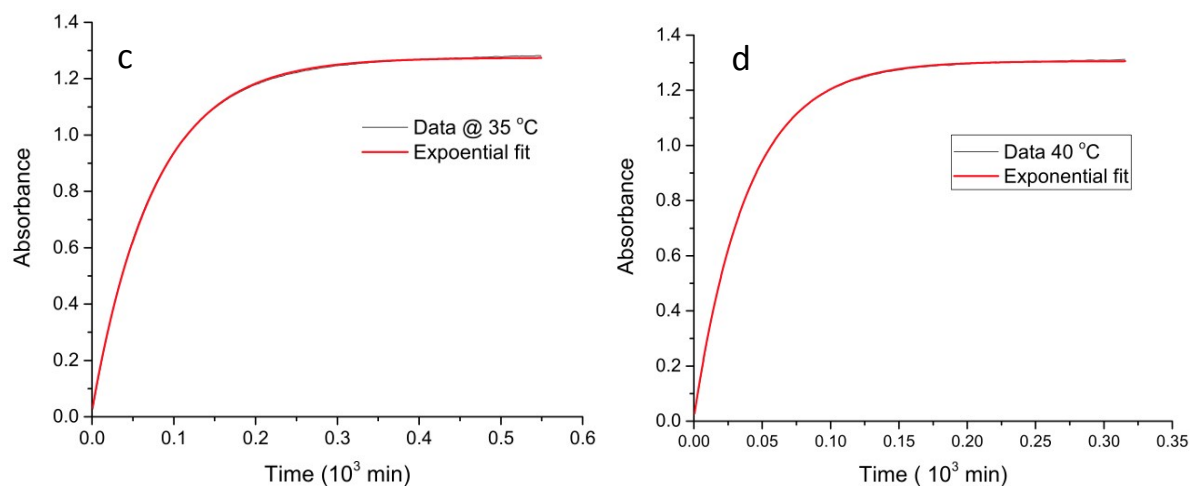 c
Data @ 35 °C
Expoential fit
Absorbance
1.4
1.2
1.0
0.8
0.6
0.4
0.2
0.0
0.0 0.1 0.2 0.3 0.4 0.5 0.6
Time (10³ min)
d
Data 40 °C
Exponential fit
Absorbance
1.4
1.2
1.0
0.8
0.6
0.4
0.2
0.0
0.00 0.05 0.10 0.15 0.20 0.25 0.30 0.35
Time ( 10³ min)